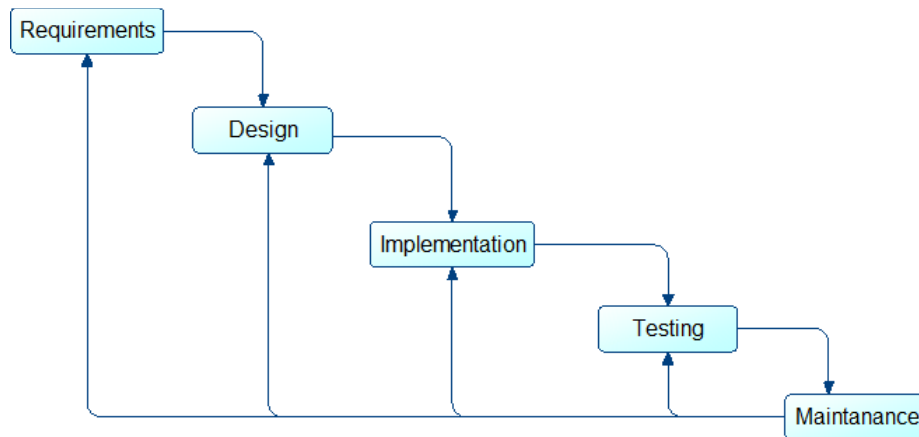 Requirements
Design
Implementation
Testing
Maintanance